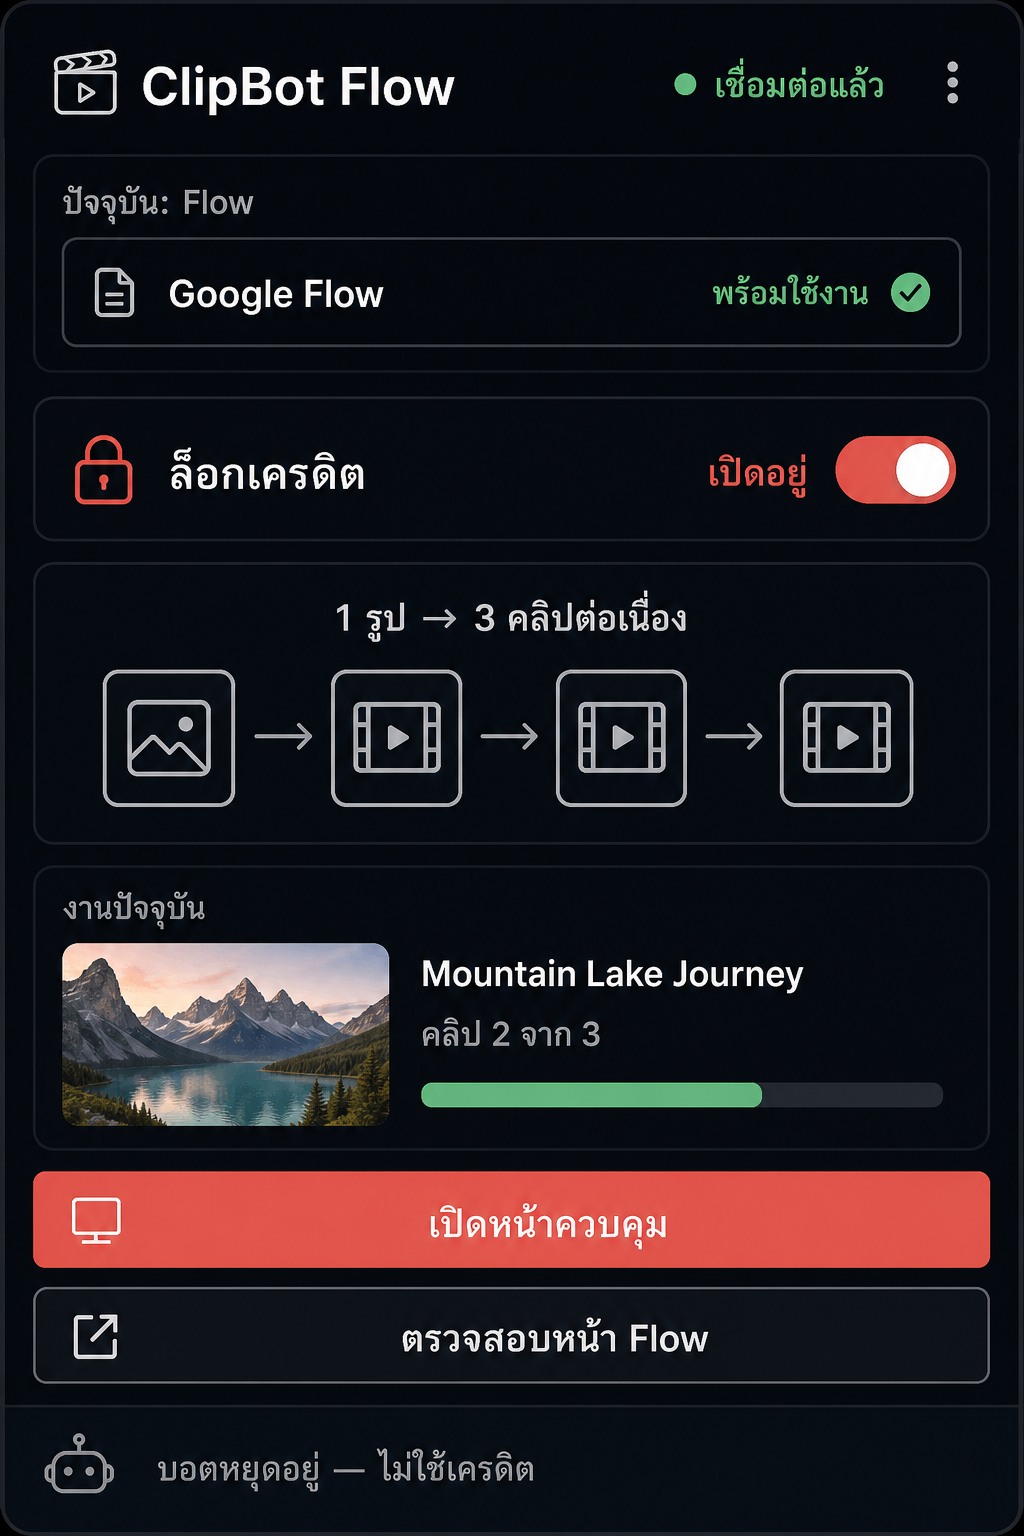 ClipBot Flow
เชื่อมต่อแล้ว
ปัจจุบัน: Flow
Google Flow
พร้อมใช้งาน
ล็อกเครดิต
เปิดอยู่
1 รูป → 3 คลิปต่อเนื่อง
งานปัจจุบัน
Mountain Lake Journey
คลิป 2 จาก 3
เปิดหน้าควบคุม
ตรวจสอบหน้า Flow
บอตหยุดอยู่ — ไม่ใช้เครดิต